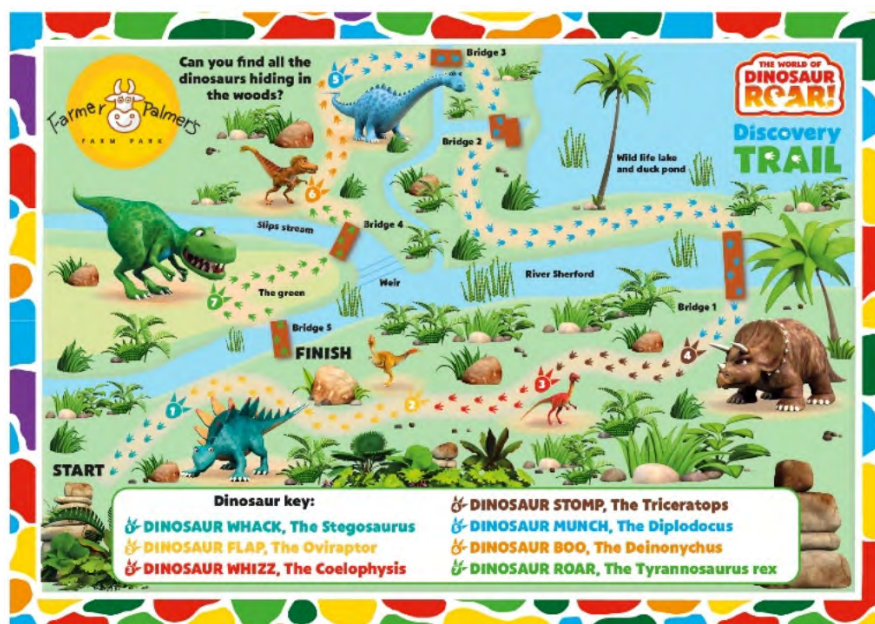 Farmer Palmer's
FARM PARK
Can you find all the
dinosaurs hiding in
the woods?
THE WORLD OF
DINOSAUR
ROAR!
Discovery
TRAIL
5
Bridge 3
Bridge 2
Wild life lake
and duck pond
6
Slips stream
Bridge 4
Weir
River Sherford
7
The green
Bridge 1
Bridge 5
FINISH
4
3
1
2
START
Dinosaur key:
DINOSAUR WHACK, The Stegosaurus
DINOSAUR FLAP, The Oviraptor
DINOSAUR WHIZZ, The Coelophysis
DINOSAUR STOMP, The Triceratops
DINOSAUR MUNCH, The Diplodocus
DINOSAUR BOO, The Deinonychus
DINOSAUR ROAR, The Tyrannosaurus rex